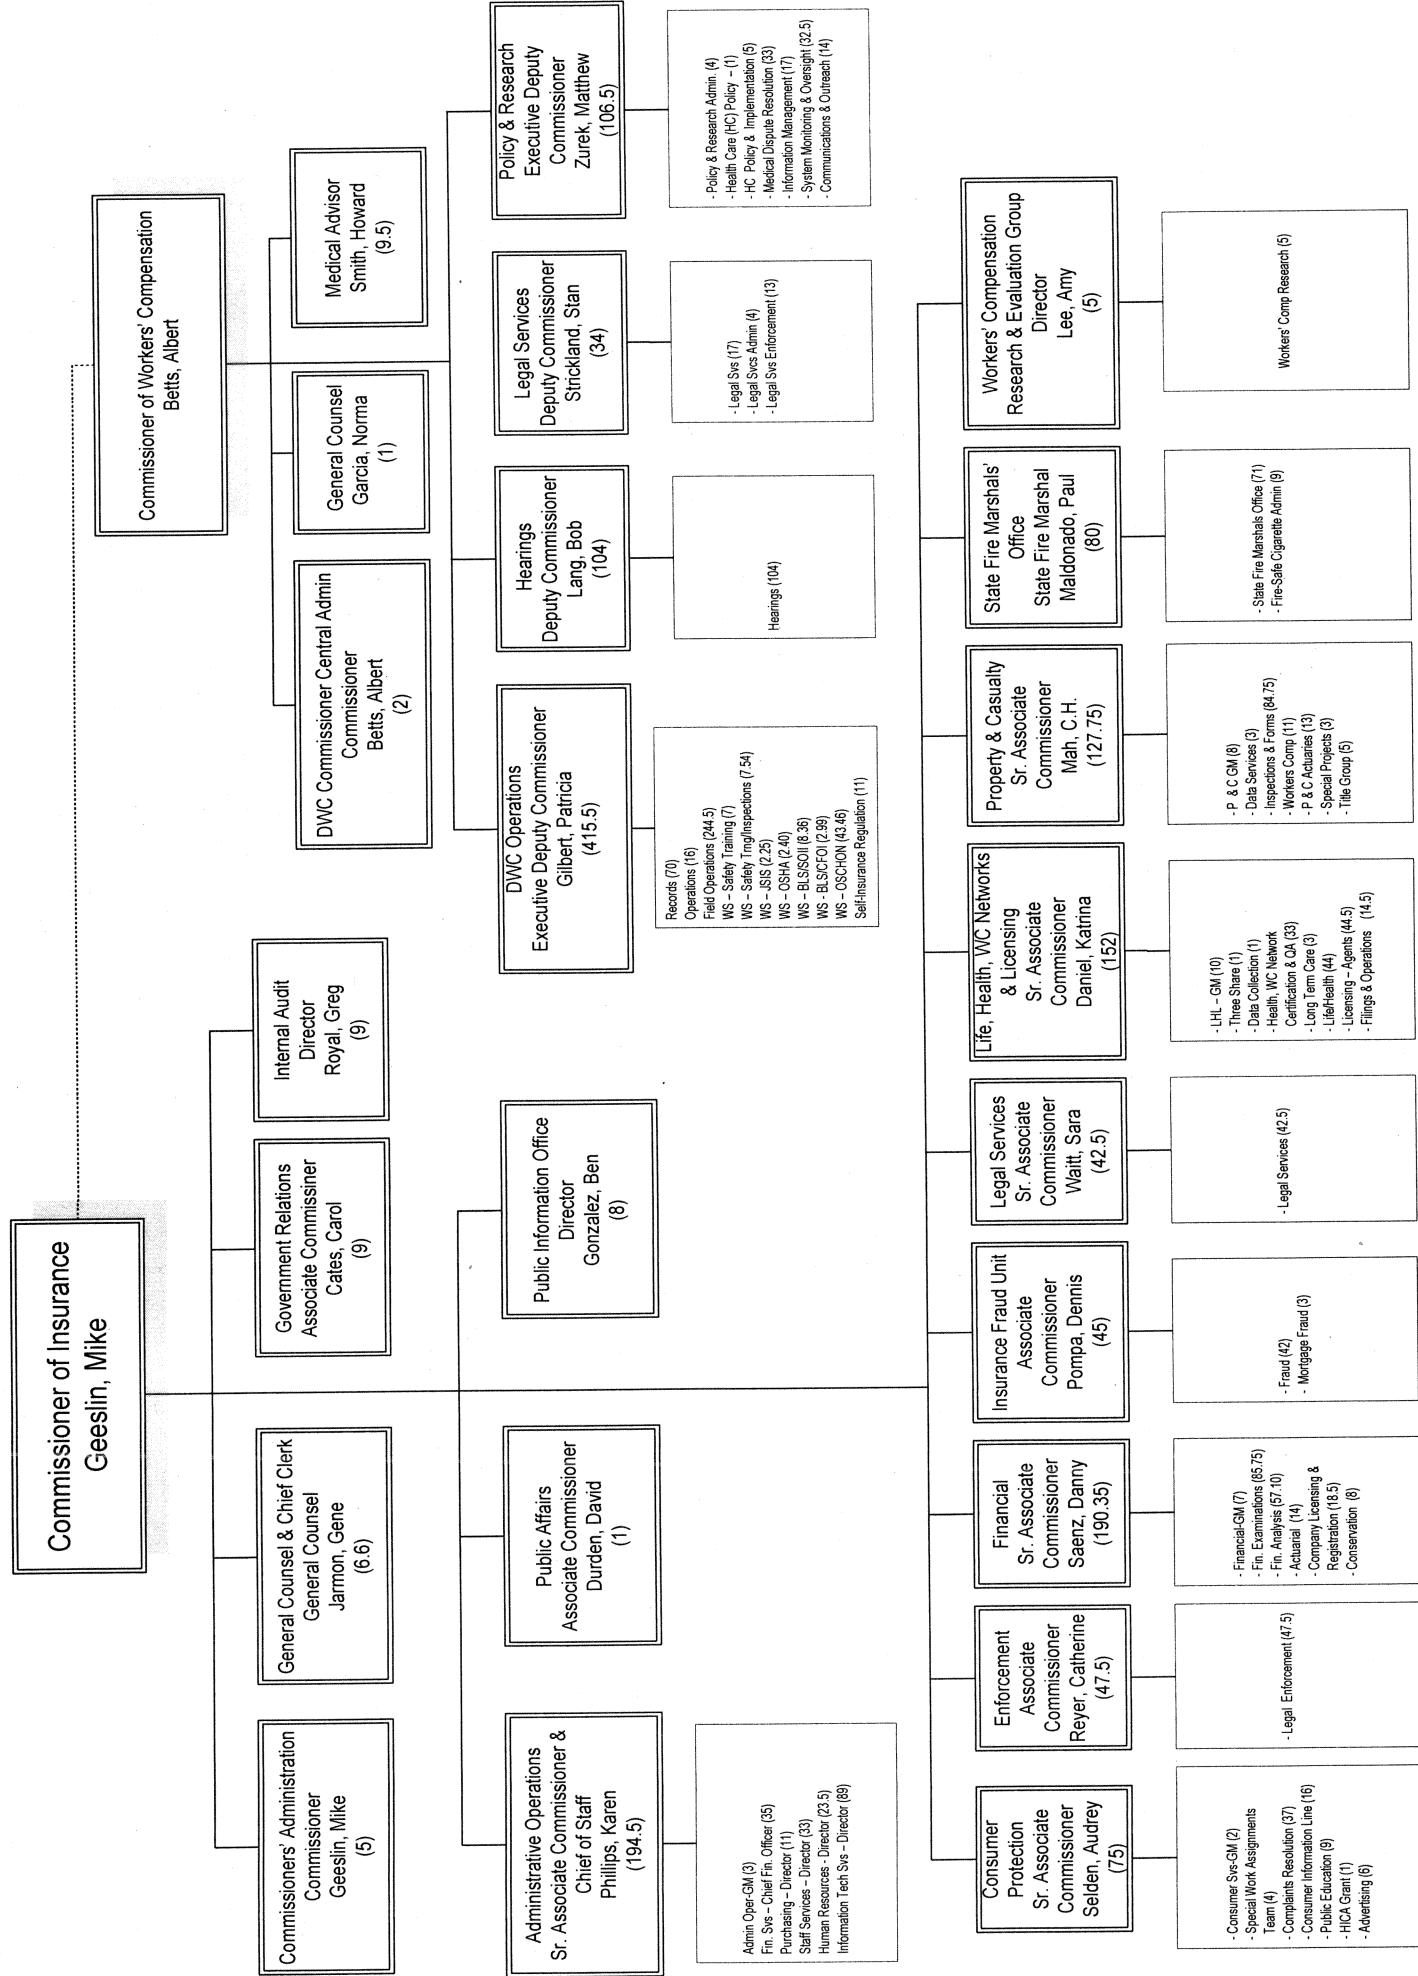 Commissioner of Insurance
Geeslin, Mike
Commissioner of Workers' Compensation
Betts, Albert
Commissioners' Administration
Commissioner
Geeslin, Mike
(5)
General Counsel & Chief Clerk
General Counsel
Jarmon, Gene
(6.6)
Government Relations
Associate Commissiner
Cates, Carol
(9)
Internal Audit
Director
Royal, Greg
(9)
DWC Commissioner Central Admin
Commissioner
Betts, Albert
(2)
General Counsel
Garcia, Norma
(1)
Medical Advisor
Smith, Howard
(9.5)
Administrative Operations
Sr. Associate Commissioner &
Chief of Staff
Phillips, Karen
(194.5)
Admin Oper-GM (3)
Fin. Svs – Chief Fin. Officer (35)
Purchasing – Director (11)
Staff Services – Director (33)
Human Resources - Director (23.5)
Information Tech Svs – Director (89)
Public Affairs
Associate Commissioner
Durden, David
(1)
Public Information Office
Director
Gonzalez, Ben
(8)
DWC Operations
Executive Deputy Commissioner
Gilbert, Patricia
(415.5)
Records (70)
Operations (16)
Field Operations (244.5)
WS – Safety Training (7)
WS – Safety Trng/Inspections (7.54)
WS – JSIS (2.25)
WS – OSHA (2.40)
WS – BLS/SOII (8.36)
WS - BLS/CFOI (2.99)
WS – OSCHON (43.46)
Self-Insurance Regulation (11)
Hearings
Deputy Commissioner
Lang, Bob
(104)
Hearings (104)
Legal Services
Deputy Commissioner
Strickland, Stan
(34)
- Legal Svs (17)
- Legal Svcs Admin (4)
- Legal Svs Enforcement (13)
Policy & Research
Executive Deputy
Commissioner
Zurek, Matthew
(106.5)
- Policy & Research Admin. (4)
- Health Care (HC) Policy – (1)
- HC Policy & Implementation (5)
- Medical Dispute Resolution (33)
- Information Management (17)
- System Monitoring & Oversight (32.5)
- Communications & Outreach (14)
Consumer
Protection
Sr. Associate
Commissioner
Selden, Audrey
(75)
- Consumer Svs-GM (2)
- Special Work Assignments
Team (4)
- Complaints Resolution (37)
- Consumer Information Line (16)
- Public Education (9)
- HICA Grant (1)
- Advertising (6)
Enforcement
Associate
Commissioner
Reyer, Catherine
(47.5)
- Legal Enforcement (47.5)
Financial
Sr. Associate
Commissioner
Saenz, Danny
(190.35)
- Financial-GM (7)
- Fin. Examinations (85.75)
- Fin. Analysis (57.10)
- Actuarial (14)
- Company Licensing &
Registration (18.5)
- Conservation (8)
Insurance Fraud Unit
Associate
Commissioner
Pompa, Dennis
(45)
- Fraud (42)
- Mortgage Fraud (3)
Legal Services
Sr. Associate
Commissioner
Waitt, Sara
(42.5)
- Legal Services (42.5)
Life, Health, WC Networks
& Licensing
Sr. Associate
Commissioner
Daniel, Katrina
(152)
- LHL – GM (10)
- Three Share (1)
- Data Collection (1)
- Health, WC Network
Certification & QA (33)
- Long Term Care (3)
- Life/Health (44)
- Licensing – Agents (44.5)
- Filings & Operations (14.5)
Property & Casualty
Sr. Associate
Commissioner
Mah, C.H.
(127.75)
- P & C GM (8)
- Data Services (3)
- Inspections & Forms (84.75)
- Workers Comp (11)
- P & C Actuaries (13)
- Special Projects (3)
- Title Group (5)
State Fire Marshals'
Office
State Fire Marshal
Maldonado, Paul
(80)
- State Fire Marshals Office (71)
- Fire-Safe Cigarette Admin (9)
Workers' Compensation
Research & Evaluation Group
Director
Lee, Amy
(5)
Workers' Comp Research (5)